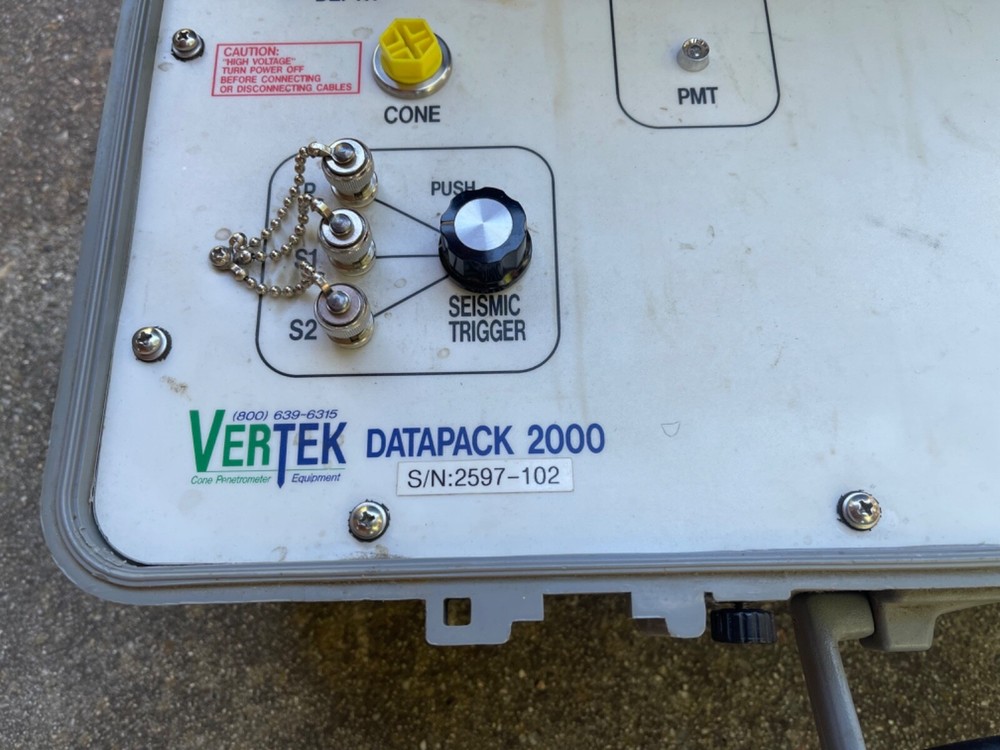 CAUTION:
"HIGH VOLTAGE"
TURN POWER OFF
BEFORE CONNECTING
OR DISCONNECTING CABLES
CONE
PMT
PUSH
S1
S2
SEISMIC
TRIGGER
(800) 639-6315
VERTEK
Cone Penetrometer Equipment
DATAPACK 2000
S/N:2597-102